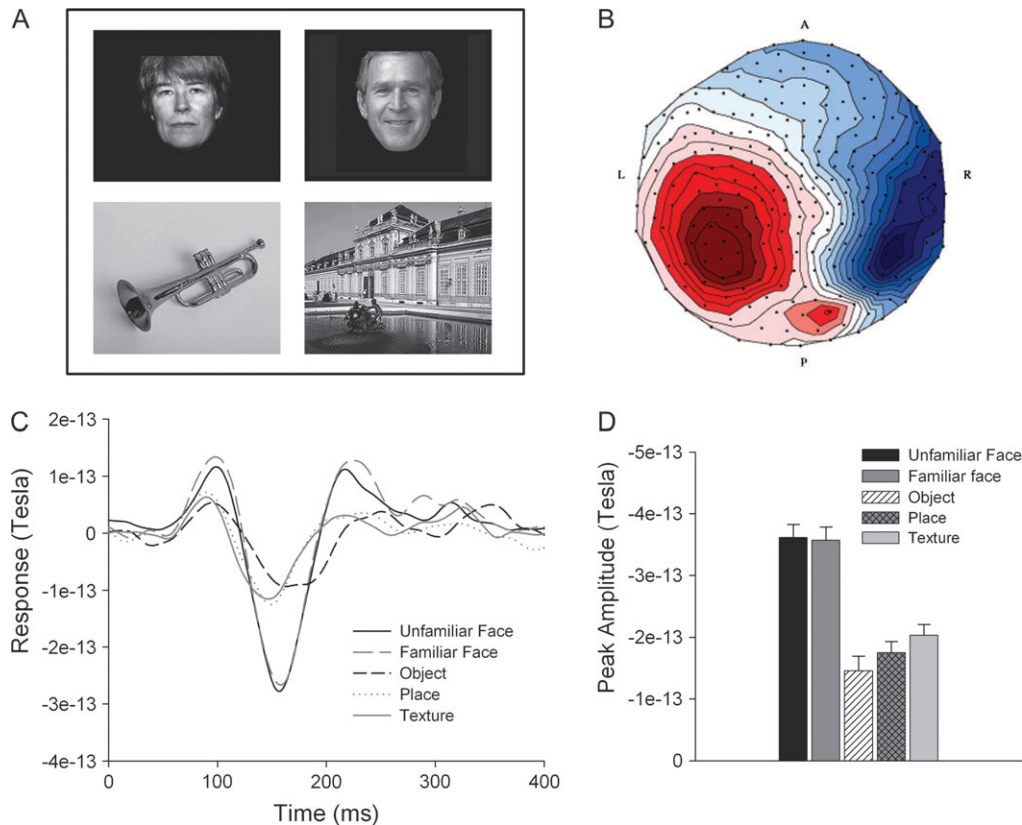 A
B
A
L
R
P
C
Response (Tesla)
2e-13
1e-13
0
-1e-13
-2e-13
-3e-13
-4e-13
0
100
200
300
400
Time (ms)
Unfamiliar Face
Familiar Face
Object
Place
Texture
D
Peak Amplitude (Tesla)
-5e-13
-4e-13
-3e-13
-2e-13
-1e-13
0
Unfamiliar Face
Familiar face
Object
Place
Texture